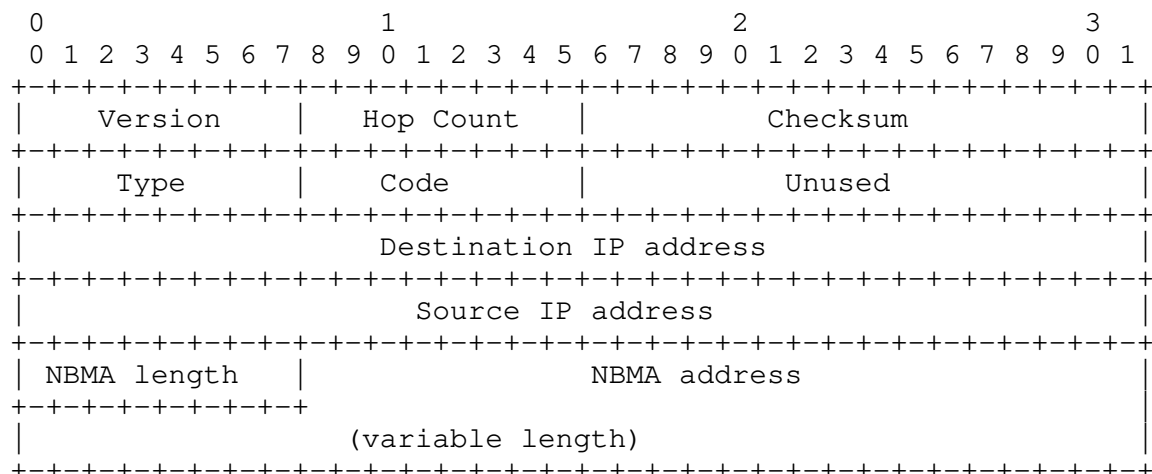 0                   1                   2                   3
0 1 2 3 4 5 6 7 8 9 0 1 2 3 4 5 6 7 8 9 0 1 2 3 4 5 6 7 8 9 0 1
+-+-+-+-+-+-+-+-+-+-+-+-+-+-+-+-+-+-+-+-+-+-+-+-+-+-+-+-+-+-+-+-+
|    Version    |   Hop Count   |          Checksum             |
+-+-+-+-+-+-+-+-+-+-+-+-+-+-+-+-+-+-+-+-+-+-+-+-+-+-+-+-+-+-+-+-+
|     Type      |    Code       |           Unused              |
+-+-+-+-+-+-+-+-+-+-+-+-+-+-+-+-+-+-+-+-+-+-+-+-+-+-+-+-+-+-+-+-+
|                    Destination IP address                     |
+-+-+-+-+-+-+-+-+-+-+-+-+-+-+-+-+-+-+-+-+-+-+-+-+-+-+-+-+-+-+-+-+
|                      Source IP address                        |
+-+-+-+-+-+-+-+-+-+-+-+-+-+-+-+-+-+-+-+-+-+-+-+-+-+-+-+-+-+-+-+-+
| NBMA length   |                NBMA address                   |
+-+-+-+-+-+-+-+-+                                               |
|                  (variable length)                            |
+-+-+-+-+-+-+-+-+-+-+-+-+-+-+-+-+-+-+-+-+-+-+-+-+-+-+-+-+-+-+-+-+